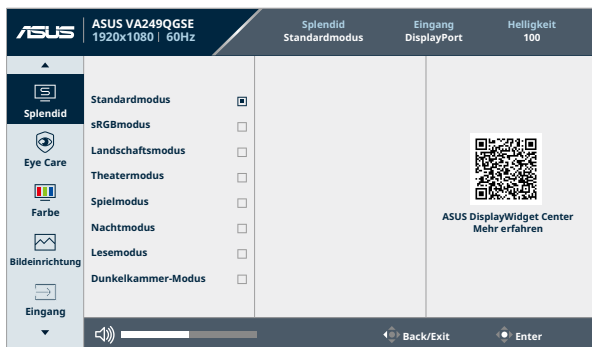 ASUS
ASUS VA249QGSE
1920x1080 | 60Hz
Splendid
Standardmodus
Eingang
DisplayPort
Helligkeit
100
Splendid
Eye Care
Farbe
Bildeinrichtung
Eingang
Standardmodus
sRGBmodus
Landschaftsmodus
Theatermodus
Spielmodus
Nachtmodus
Lesemodus
Dunkelkammer-Modus
ASUS DisplayWidget Center
Mehr erfahren
Back/Exit
Enter